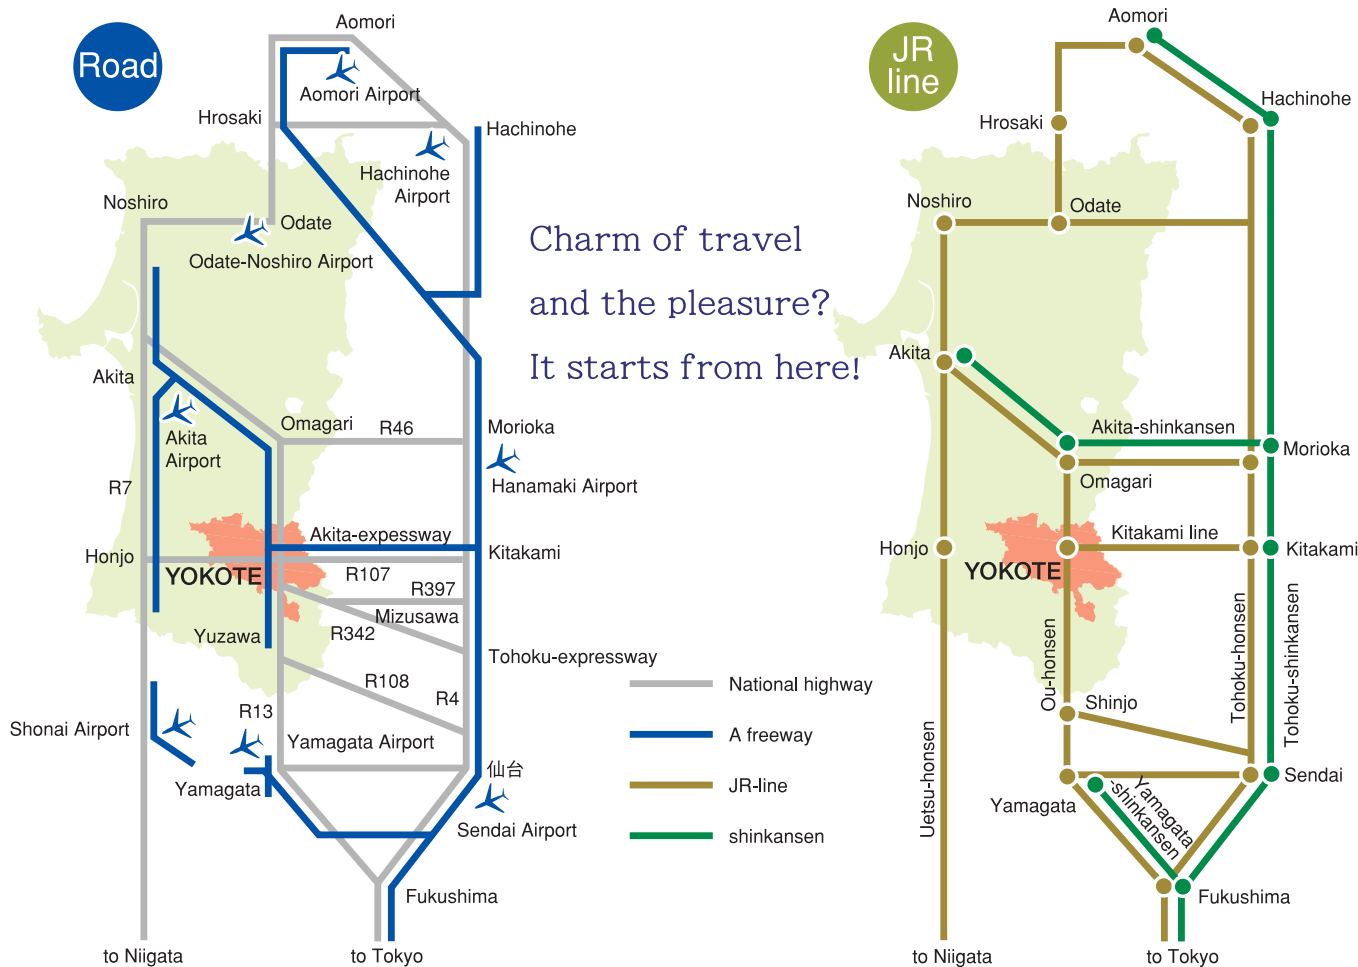 Road
Aomori
Aomori Airport
Hrosaki
Hachinohe
Hachinohe
Airport
Noshiro
Odate
Odate-Noshiro Airport
Akita
Akita
Airport
Omagari
R46
Morioka
Hanamaki Airport
R7
Akita-expessway
Honjo
Kitakami
YOKOTE
R107
R397
Mizusawa
R342
Yuzawa
Tohoku-expressway
R108
R4
R13
Shonai Airport
Yamagata Airport
仙台
Yamagata
Sendai Airport
Fukushima
to Niigata
to Tokyo
Charm of travel
and the pleasure?
It starts from here!
National highway
A freeway
JR-line
shinkansen
JR
line
Aomori
Hachinohe
Hrosaki
Noshiro
Odate
Akita
Akita-shinkansen
Morioka
Omagari
Kitakami line
Honjo
Kitakami
YOKOTE
Ou-honsen
Tohoku-honsen
Tohoku-shinkansen
Shinjo
Uetsu-honsen
Sendai
Yamagata
Yamagata
-shinkansen
Fukushima
to Niigata
to Tokyo